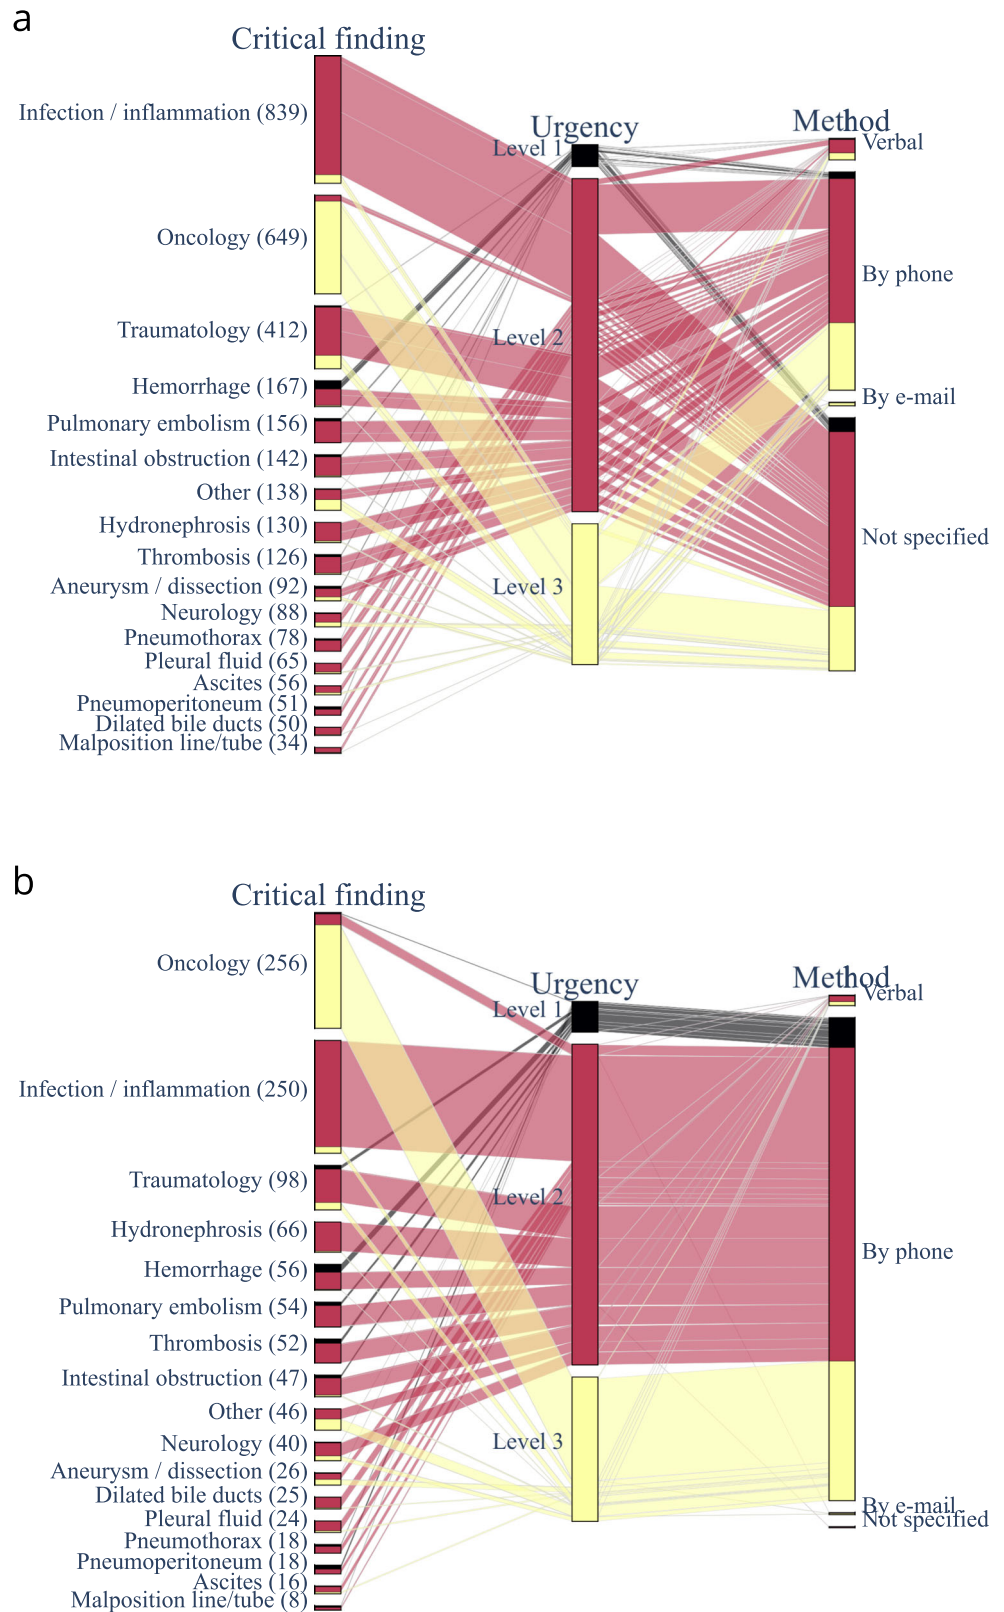 a
Critical finding
Urgency
Method
Infection / inflammation (839)
Oncology (649)
Traumatology (412)
Hemorrhage (167)
Pulmonary embolism (156)
Intestinal obstruction (142)
Other (138)
Hydronephrosis (130)
Thrombosis (126)
Aneurysm / dissection (92)
Neurology (88)
Pneumothorax (78)
Pleural fluid (65)
Ascites (56)
Pneumoperitoneum (51)
Dilated bile ducts (50)
Malposition line/tube (34)
Level 1
Level 2
Level 3
Verbal
By phone
By e-mail
Not specified
b
Critical finding
Urgency
Method
Oncology (256)
Infection / inflammation (250)
Traumatology (98)
Hydronephrosis (66)
Hemorrhage (56)
Pulmonary embolism (54)
Thrombosis (52)
Intestinal obstruction (47)
Other (46)
Neurology (40)
Aneurysm / dissection (26)
Dilated bile ducts (25)
Pleural fluid (24)
Pneumothorax (18)
Pneumoperitoneum (18)
Ascites (16)
Malposition line/tube (8)
Level 1
Level 2
Level 3
Verbal
By phone
By e-mail
Not specified